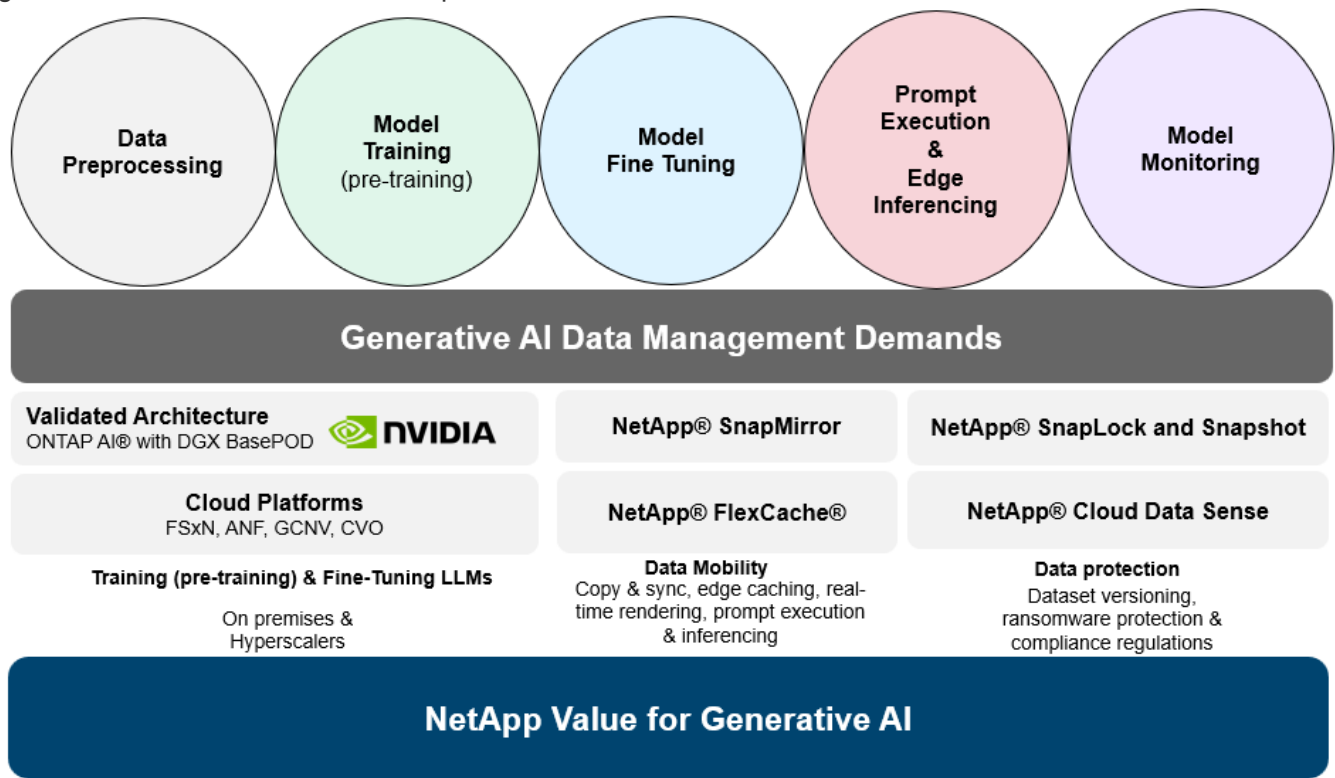 Data
Preprocessing
Model
Training
(pre-training)
Model
Fine Tuning
Prompt
Execution
&
Edge
Inferencing
Model
Monitoring
Generative AI Data Management Demands
Validated Architecture
ONTAP AI® with DGX BasePOD
NVIDIA
NetApp® SnapMirror
NetApp® SnapLock and Snapshot
Cloud Platforms
FSxN, ANF, GCNV, CVO
NetApp® FlexCache®
NetApp® Cloud Data Sense
Training (pre-training) & Fine-Tuning LLMs
On premises &
Hyperscalers
Data Mobility
Copy & sync, edge caching, real-
time rendering, prompt execution
& inferencing
Data protection
Dataset versioning,
ransomware protection &
compliance regulations
NetApp Value for Generative AI